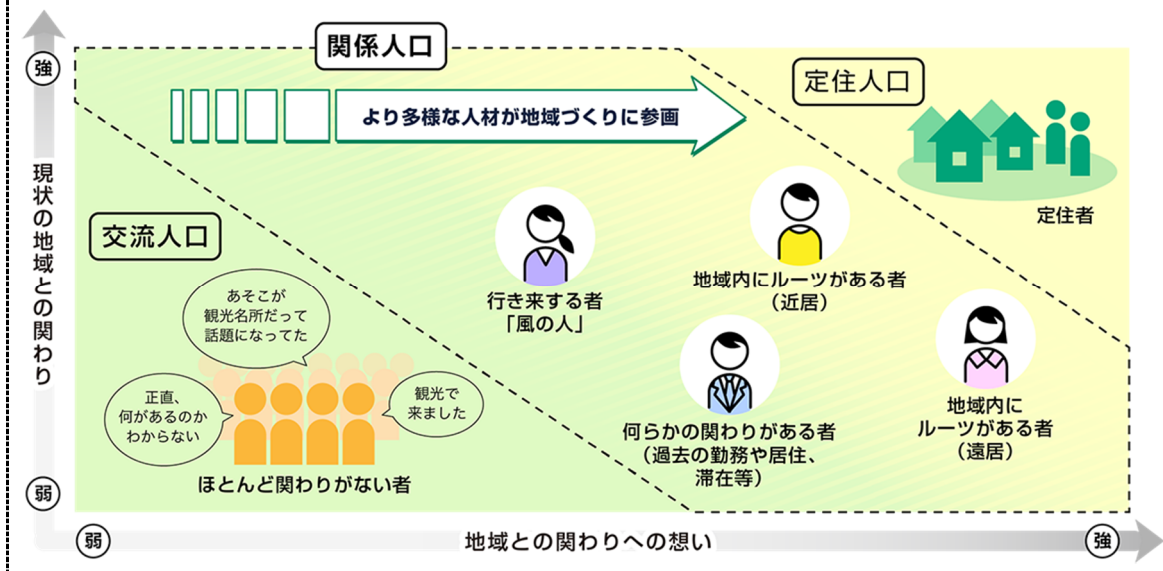 強
関係人口
定住人口
より多様な人材が地域づくりに参画
定住者
現状の地域との関わり
交流人口
あそこが
観光名所だって
話題になってた
行き来する者
「風の人」
地域内にルーツがある者
（近居）
正直、
何があるのか
わからない
観光で
来ました
何らかの関わりがある者
（過去の勤務や居住、
滞在等）
地域内に
ルーツがある者
（遠居）
ほとんど関わりがない者
弱
弱
地域との関わりへの想い
強